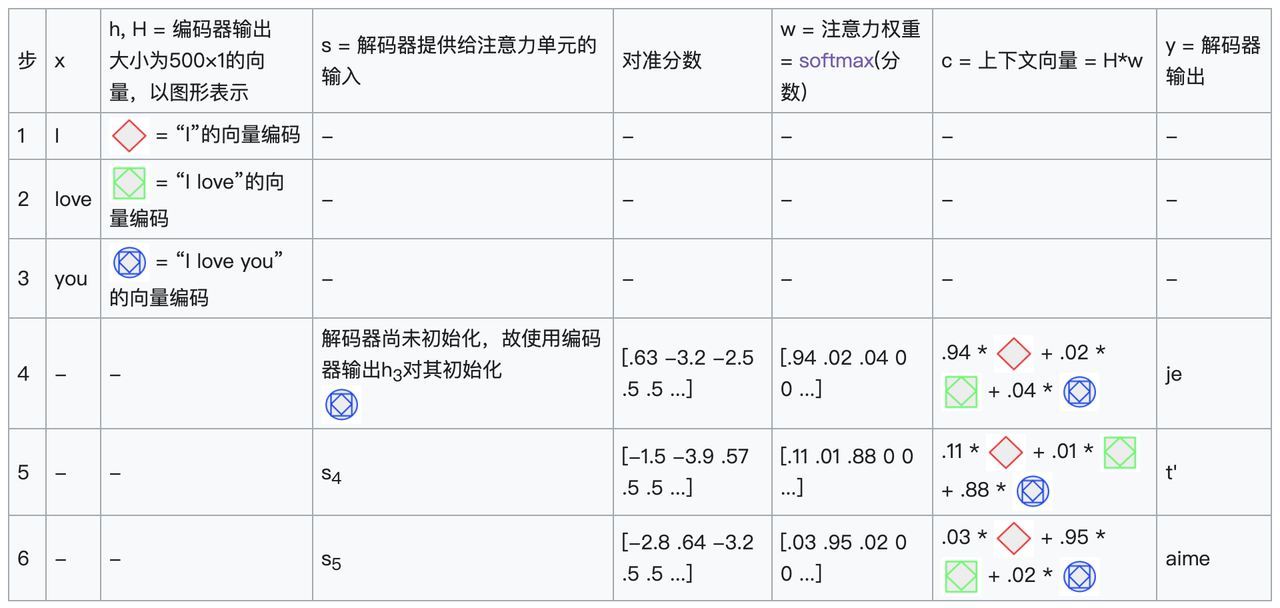 步
x
h, H = 编码器输出
大小为500×1的向
量，以图形表示
s = 解码器提供给注意力单元的
输入
对准分数
w = 注意力权重
= softmax(分
数)
c = 上下文向量 = H*w
y = 解码器
输出
1
I
= “I”的向量编码
–
–
–
–
–
2
love
= “I love”的向
量编码
–
–
–
–
–
3
you
= “I love you”
的向量编码
–
–
–
–
–
4
–
–
解码器尚未初始化，故使用编码
器输出h3对其初始化
[.63 −3.2 −2.5
.5 .5 ...]
[.94 .02 .04 0
0 ...]
.94 * + .02 *
+ .04 *
je
5
–
–
s4
[−1.5 −3.9 .57
.5 .5 ...]
[.11 .01 .88 0 0
...]
.11 * + .01 *
+ .88 *
t'
6
–
–
s5
[−2.8 .64 −3.2
.5 .5 ...]
[.03 .95 .02 0
0 ...]
.03 * + .95 *
+ .02 *
aime